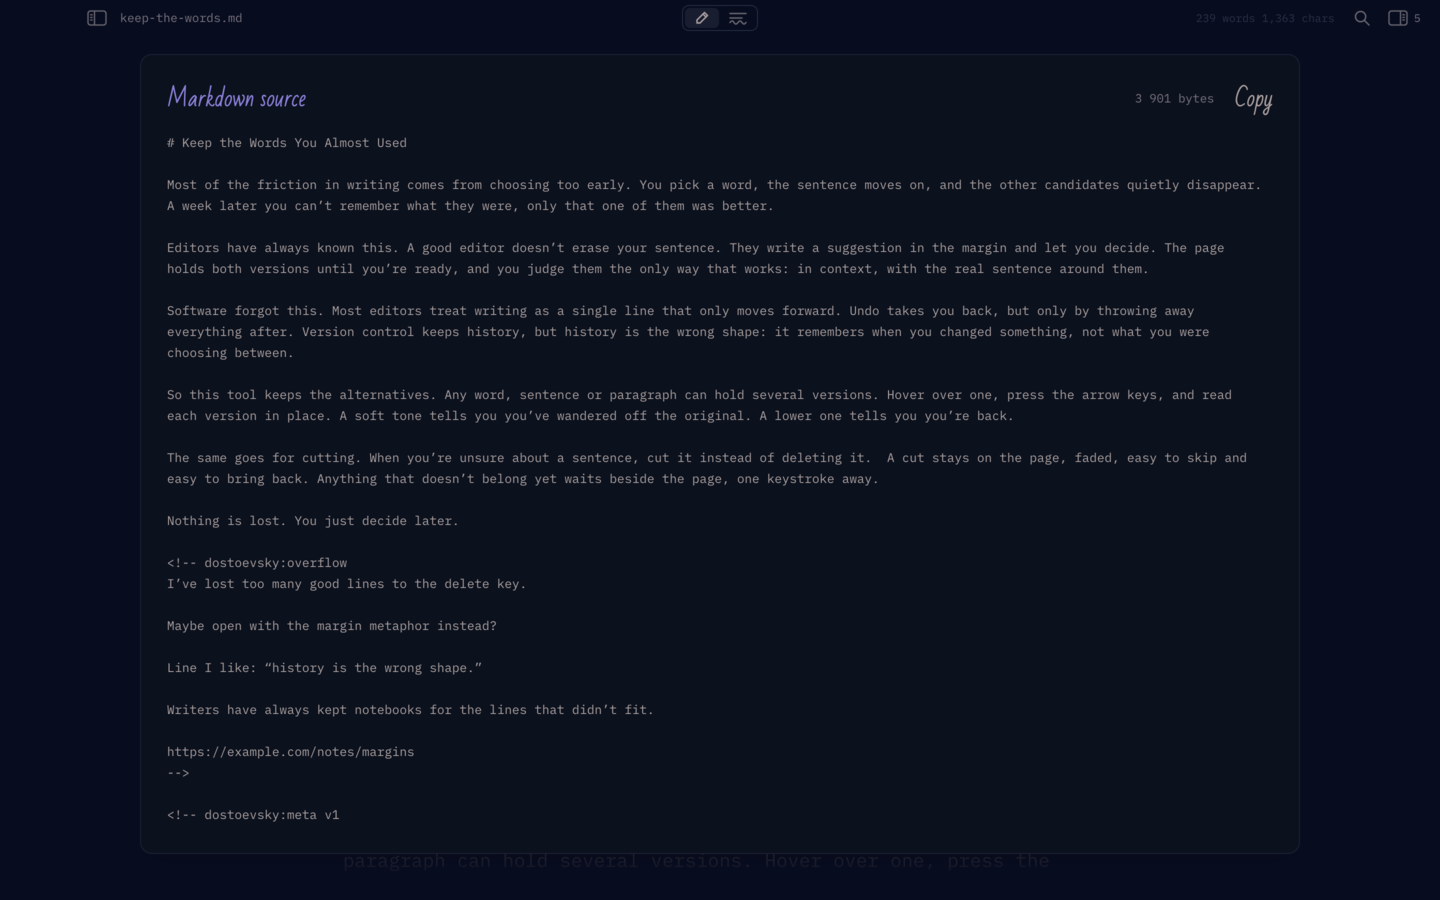 keep-the-words.md
239 words 1,363 chars
5
Markdown source
3 901 bytes
Copy
# Keep the Words You Almost Used
Most of the friction in writing comes from choosing too early. You pick a word, the sentence moves on, and the other candidates quietly disappear.
A week later you can’t remember what they were, only that one of them was better.
Editors have always known this. A good editor doesn’t erase your sentence. They write a suggestion in the margin and let you decide. The page
holds both versions until you’re ready, and you judge them the only way that works: in context, with the real sentence around them.
Software forgot this. Most editors treat writing as a single line that only moves forward. Undo takes you back, but only by throwing away
everything after. Version control keeps history, but history is the wrong shape: it remembers when you changed something, not what you were
choosing between.
So this tool keeps the alternatives. Any word, sentence or paragraph can hold several versions. Hover over one, press the arrow keys, and read
each version in place. A soft tone tells you you’ve wandered off the original. A lower one tells you you’re back.
The same goes for cutting. When you’re unsure about a sentence, cut it instead of deleting it.  A cut stays on the page, faded, easy to skip and
easy to bring back. Anything that doesn’t belong yet waits beside the page, one keystroke away.
Nothing is lost. You just decide later.
<!-- dostoevsky:overflow
I’ve lost too many good lines to the delete key.
Maybe open with the margin metaphor instead?
Line I like: “history is the wrong shape.”
Writers have always kept notebooks for the lines that didn’t fit.
https://example.com/notes/margins
-->
<!-- dostoevsky:meta v1
paragraph can hold several versions. Hover over one, press the